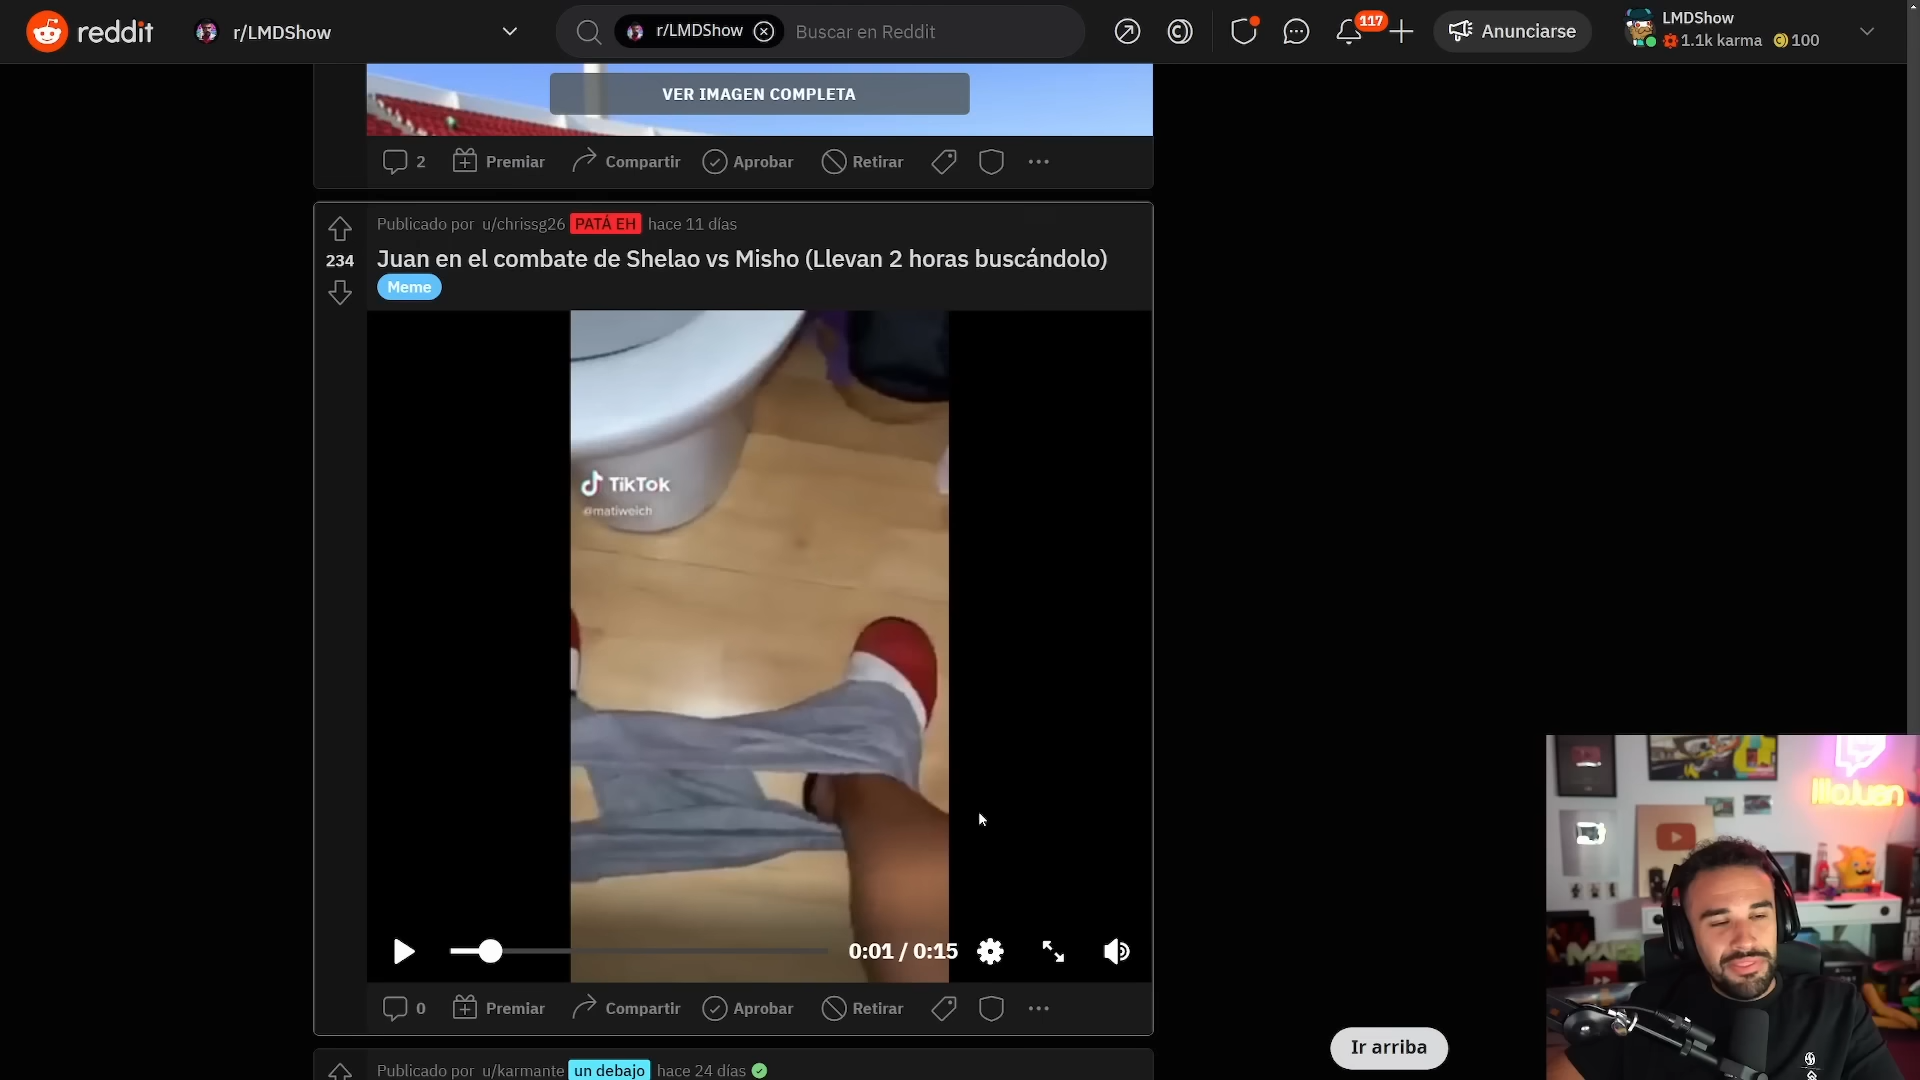 reddit
r/LMDShow
r/LMDShow
Buscar en Reddit
117
Anunciarse
LMDShow
1.1k karma
100
VER IMAGEN COMPLETA
2
Premiar
Compartir
Aprobar
Retirar
Publicado por u/chrissg26 PATÁ EH hace 11 días
234
Juan en el combate de Shelao vs Misho (Llevan 2 horas buscándolo)
Meme
TikTok
@matiweich
0:01 / 0:15
0
Premiar
Compartir
Aprobar
Retirar
Ir arriba
Publicado por u/karmante un debajo hace 24 días
illoJuan